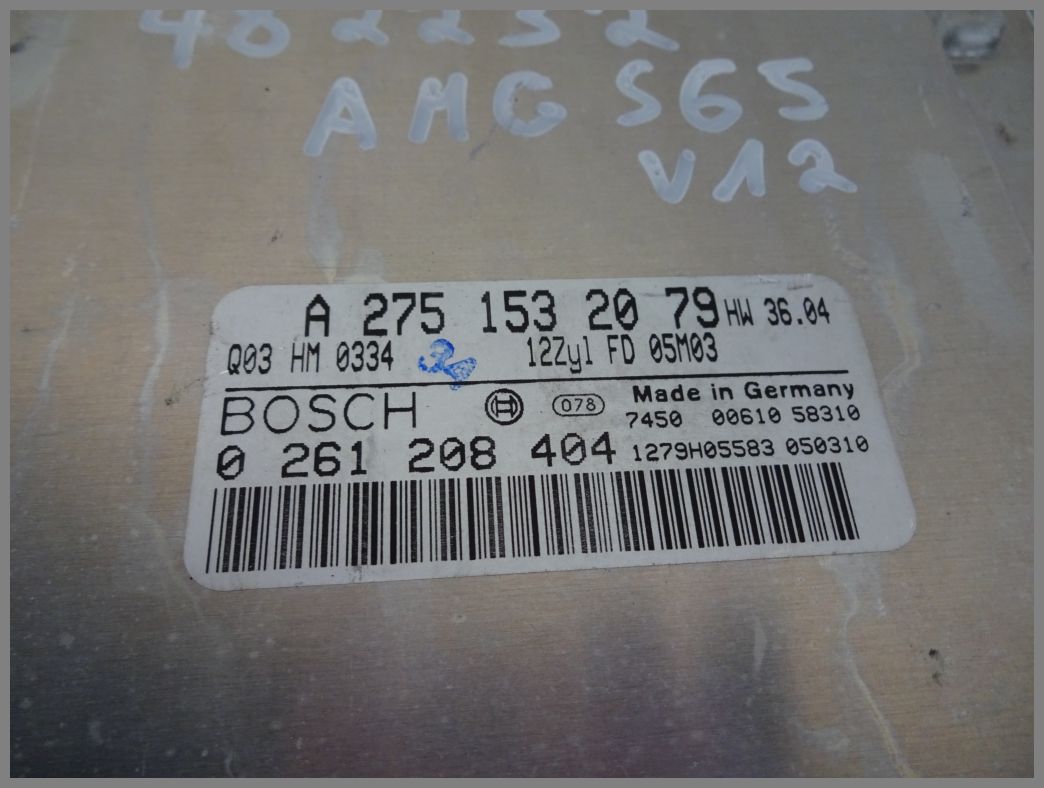 402252
AMG S65
V12
A 275 153 20 79 HW 36.04
Q03 HM 0334 12Zyl FD 05M03
BOSCH 078 Made in Germany
7450 00610 58310
0 261 208 404 1279H05583 050310